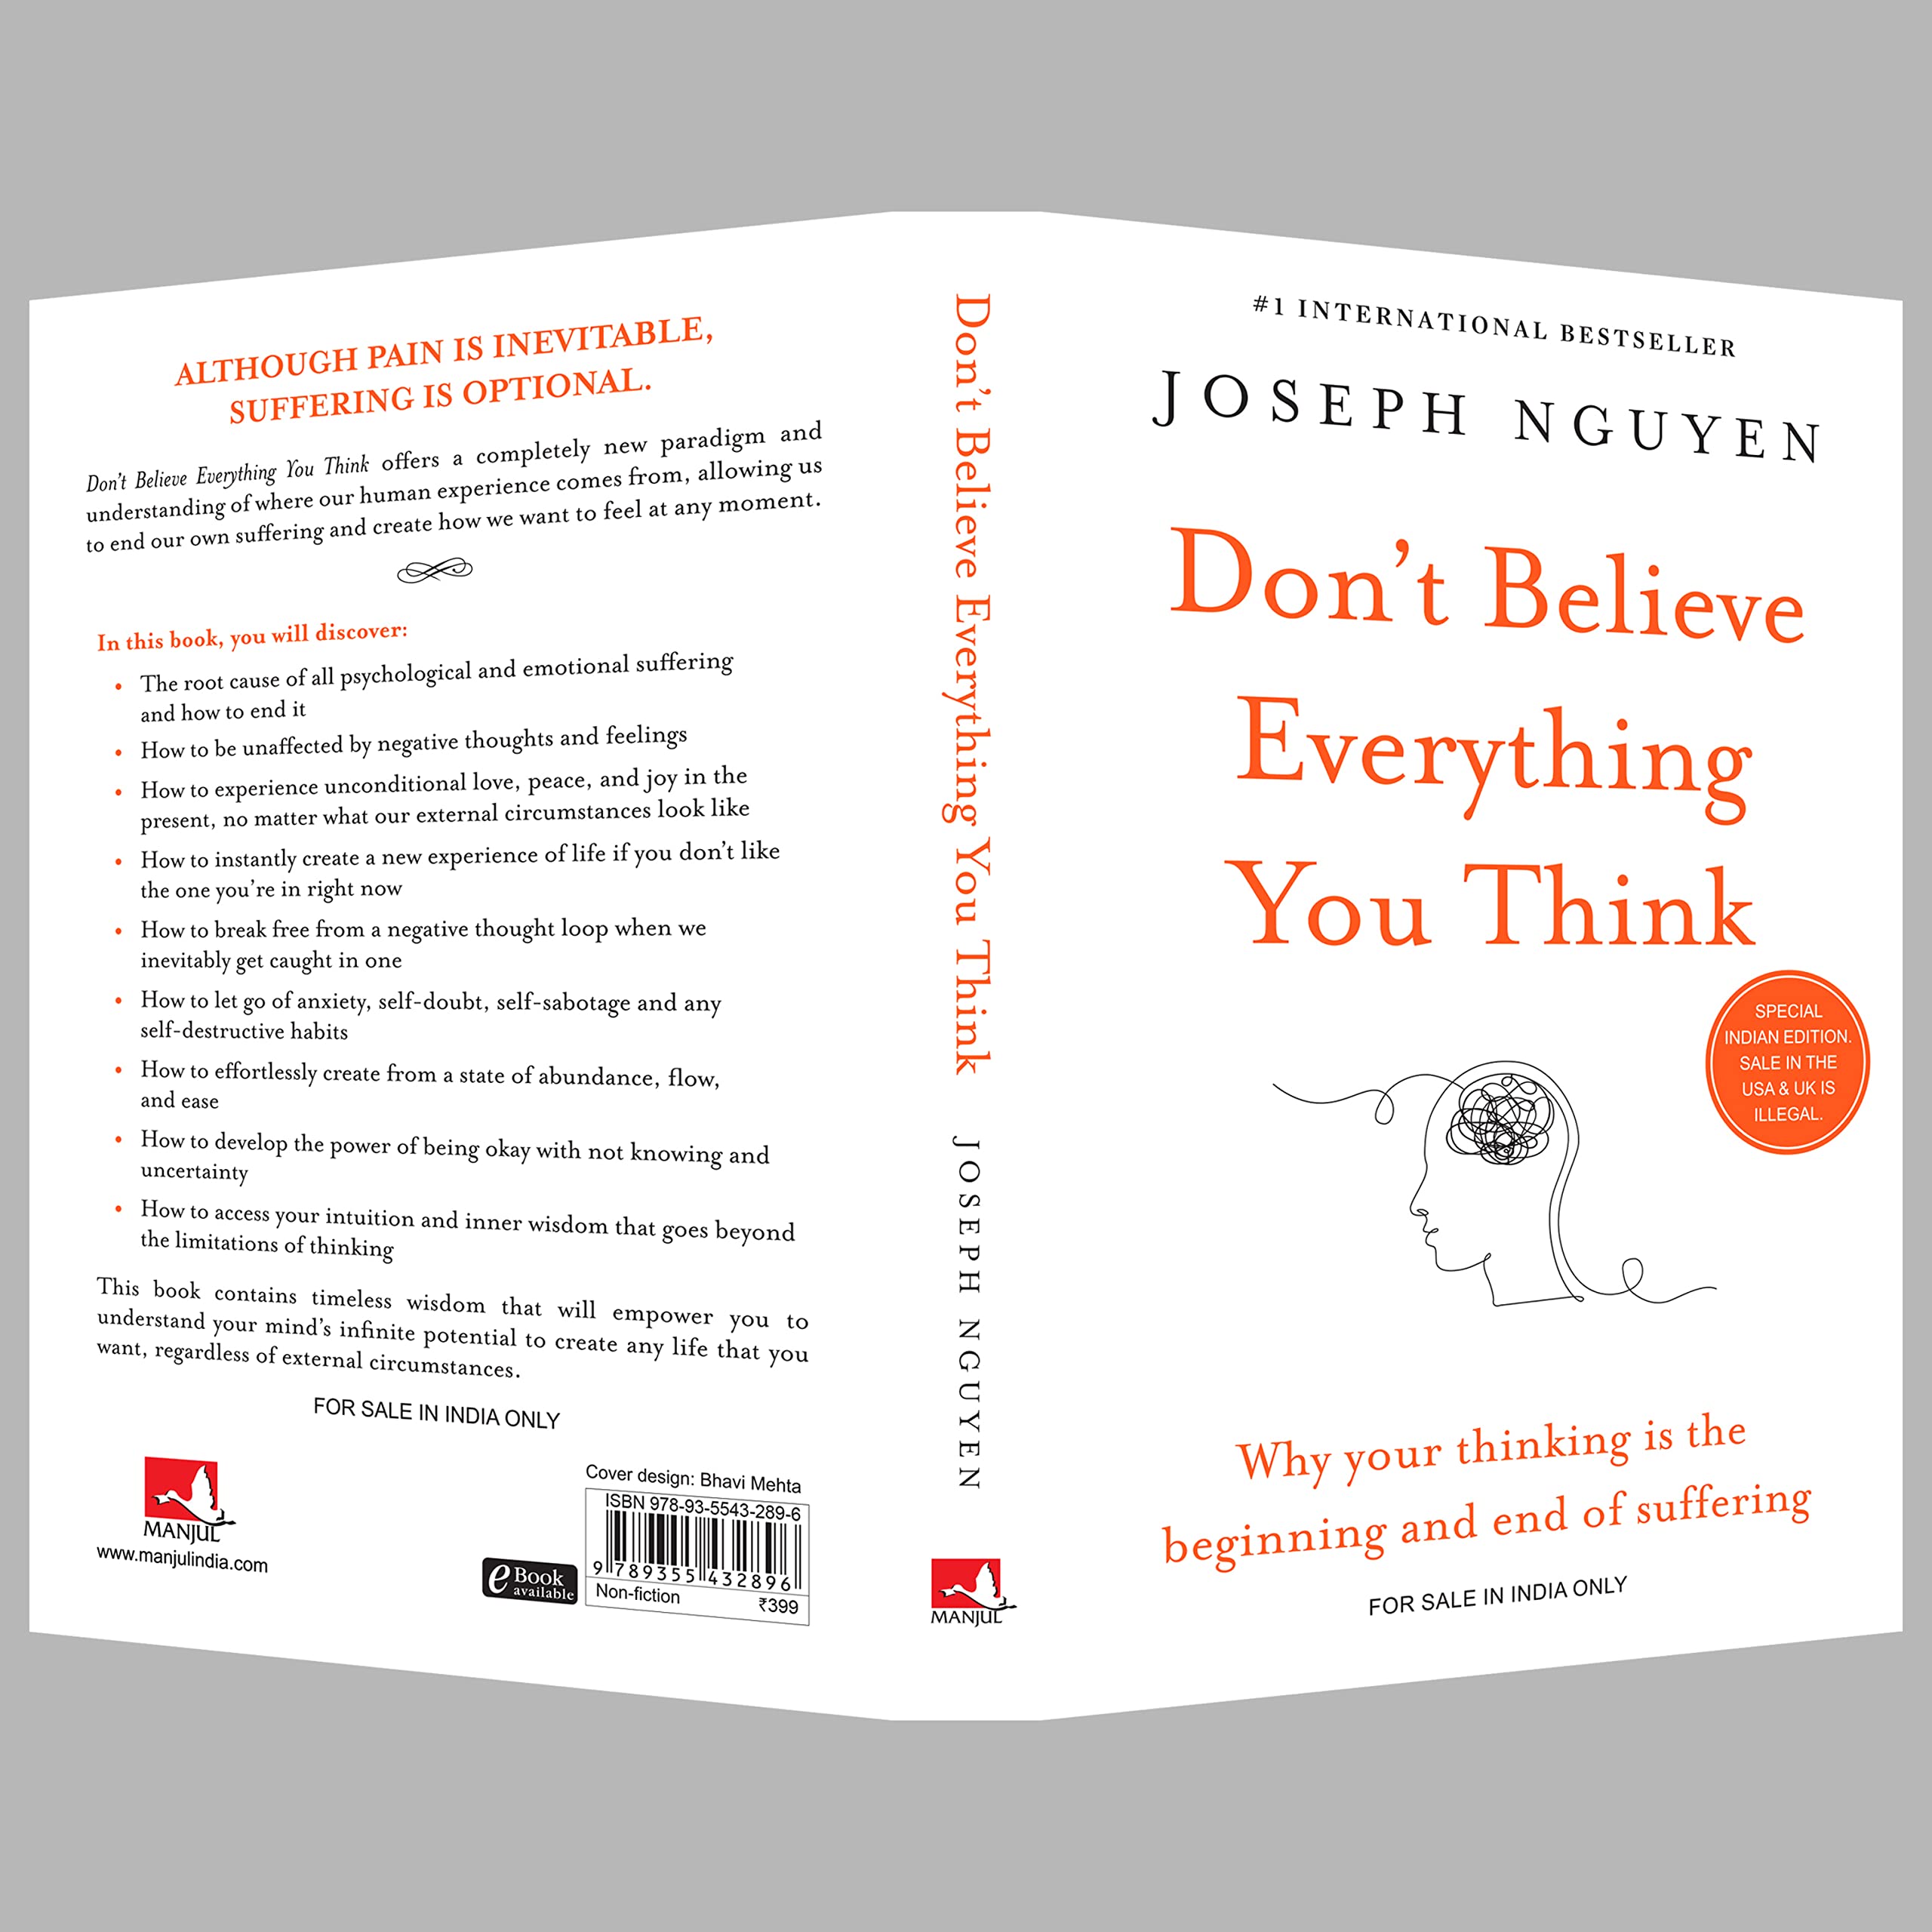 ALTHOUGH PAIN IS INEVITABLE,
SUFFERING IS OPTIONAL.
Don't Believe Everything You Think offers a completely new paradigm and
understanding of where our human experience comes from, allowing us
to end our own suffering and create how we want to feel at any moment.
In this book, you will discover:
• The root cause of all psychological and emotional suffering
and how to end it
• How to be unaffected by negative thoughts and feelings
• How to experience unconditional love, peace, and joy in the
present, no matter what our external circumstances look like
• How to instantly create a new experience of life if you don't like
the one you're in right now
• How to break free from a negative thought loop when we
inevitably get caught in one
• How to let go of anxiety, self-doubt, self-sabotage and any
self-destructive habits
• How to effortlessly create from a state of abundance, flow,
and ease
• How to develop the power of being okay with not knowing and
uncertainty
• How to access your intuition and inner wisdom that goes beyond
the limitations of thinking
This book contains timeless wisdom that will empower you to
understand your mind's infinite potential to create any life that you
want, regardless of external circumstances.
FOR SALE IN INDIA ONLY
MANJUL
www.manjulindia.com
eBook
available
Cover design: Bhavi Mehta
ISBN 978-93-5543-289-6
9 789355 432896
Non-fiction ₹399
Don't Believe Everything You Think JOSEPH NGUYEN
MANJUL
#1 INTERNATIONAL BESTSELLER
JOSEPH NGUYEN
Don't Believe
Everything
You Think
SPECIAL
INDIAN EDITION.
SALE IN THE
USA & UK IS
ILLEGAL.
Why your thinking is the
beginning and end of suffering
FOR SALE IN INDIA ONLY